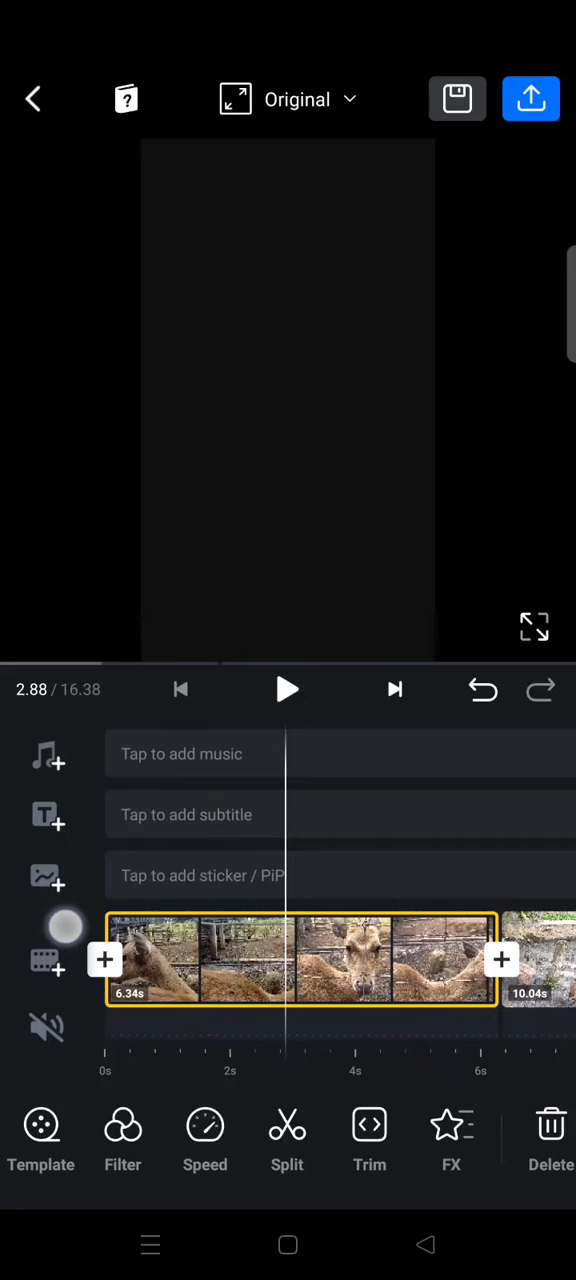 Original
2.88 / 16.38
Tap to add music
Tap to add subtitle
Tap to add sticker / PiP
6.34s
10.04s
0s 2s 4s 6s
Template Filter Speed Split Trim FX Delete